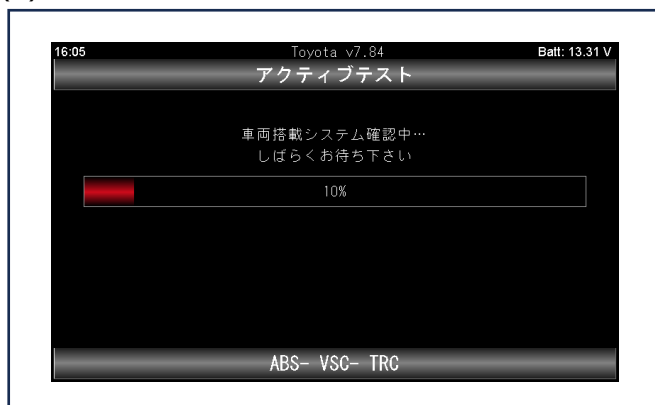 16:05 Toyota v7.84 Batt: 13.31 V
アクティブテスト
車両搭載システム確認中…
しばらくお待ち下さい
10%
ABS− VSC− TRC